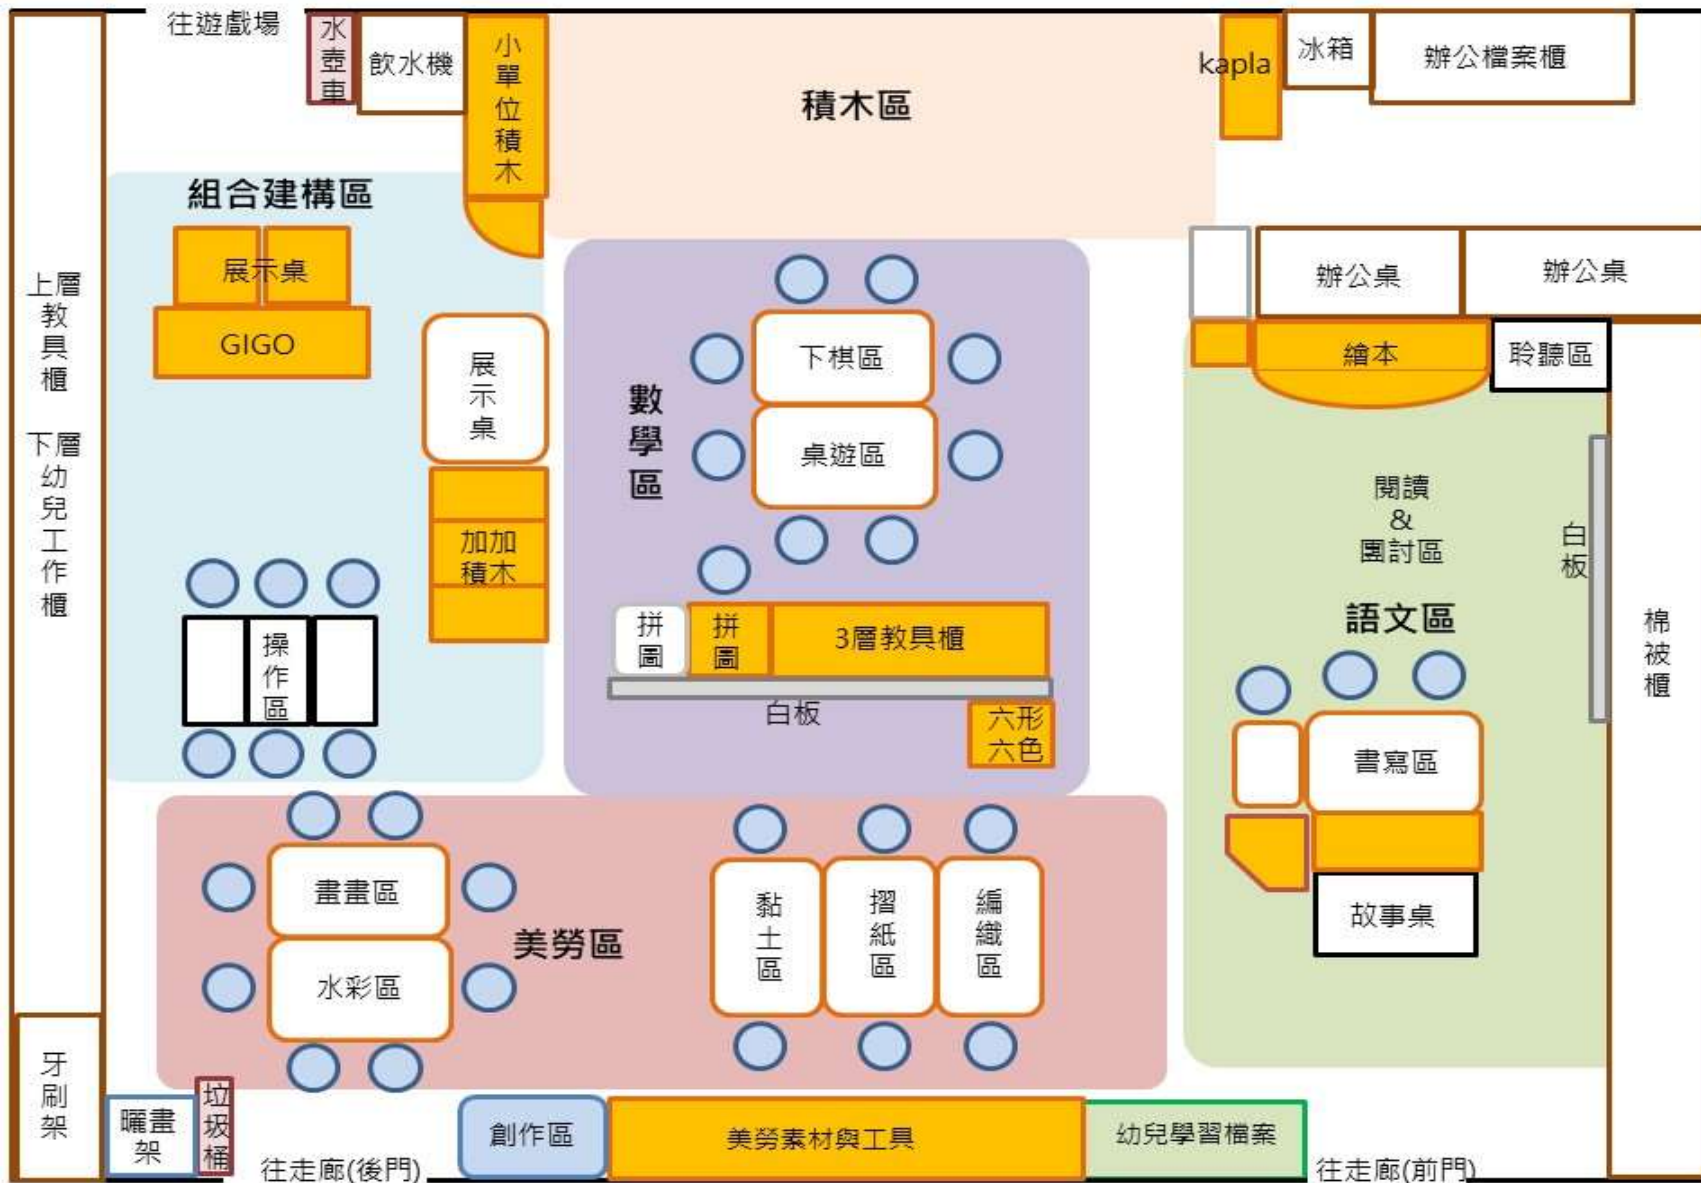 往遊戲場
水壺車
飲水機
小單位積木
積木區
kapla
冰箱
辦公檔案櫃
組合建構區
展示桌
GIGO
展示桌
加加
積木
操作區
上層
教具櫃
下層
幼兒工作櫃
數學區
下棋區
桌遊區
拼圖
拼圖
3層教具櫃
白板
六形
六色
辦公桌
辦公桌
繪本
聆聽區
閱讀
&
團討區
白板
語文區
棉被櫃
書寫區
故事桌
畫畫區
水彩區
美勞區
黏土區
摺紙區
編織區
牙刷架
曬畫
架
垃圾桶
往走廊(後門)
創作區
美勞素材與工具
幼兒學習檔案
往走廊(前門)